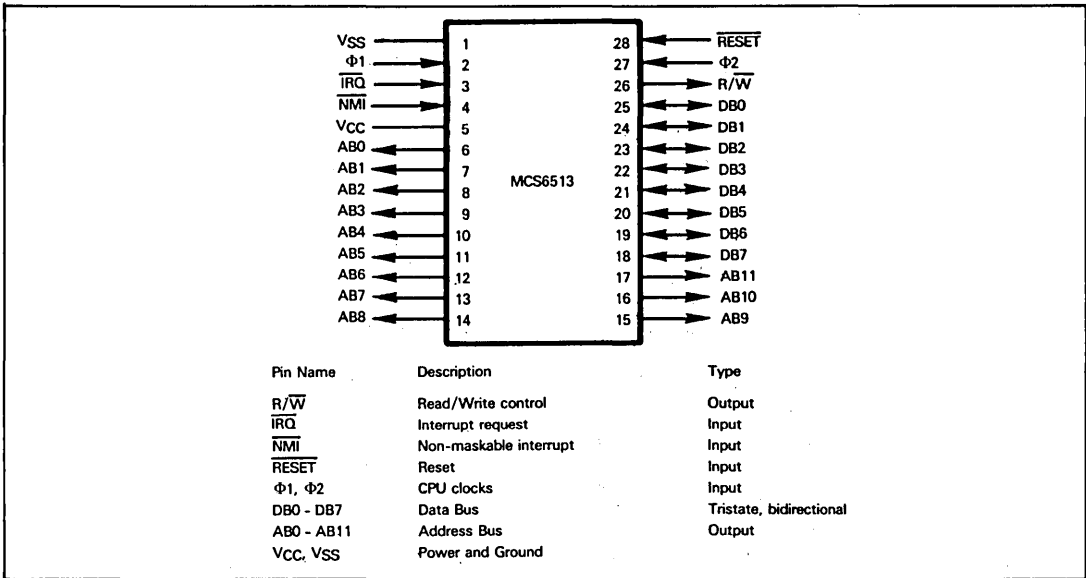 VSS 1 28 RESET
Φ1 2 27 Φ2
IRQ 3 26 R/W
NMI 4 25 DB0
VCC 5 24 DB1
AB0 6 23 DB2
AB1 7 22 DB3
AB2 8 MCS6513 21 DB4
AB3 9 20 DB5
AB4 10 19 DB6
AB5 11 18 DB7
AB6 12 17 AB11
AB7 13 16 AB10
AB8 14 15 AB9
Pin Name Description Type
R/W Read/Write control Output
IRQ Interrupt request Input
NMI Non-maskable interrupt Input
RESET Reset Input
Φ1, Φ2 CPU clocks Input
DB0 - DB7 Data Bus Tristate, bidirectional
AB0 - AB11 Address Bus Output
VCC, VSS Power and Ground